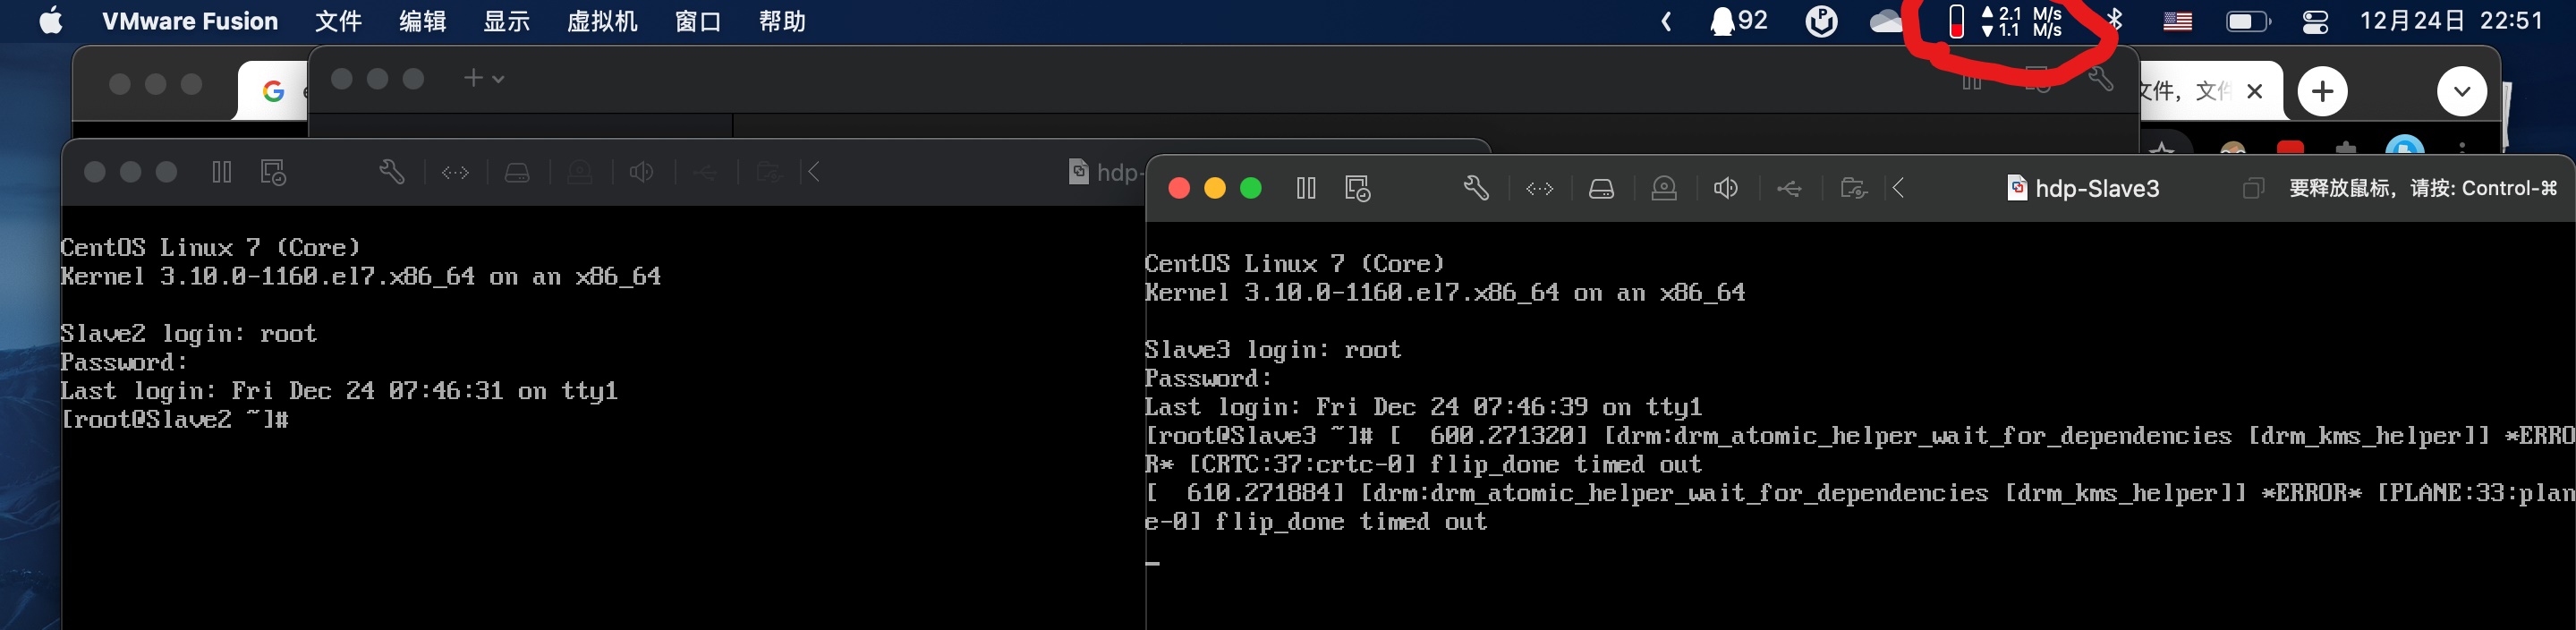 VMware Fusion 文件 编辑 显示 虚拟机 窗口 帮助 92 P 2.1 M/s 1.1 M/s 12月24日 22:51
文件，文件
hdp-
hdp-Slave3 要释放鼠标，请按: Control-⌘
CentOS Linux 7 (Core)
Kernel 3.10.0-1160.el7.x86_64 on an x86_64
Slave2 login: root
Password:
Last login: Fri Dec 24 07:46:31 on tty1
[root@Slave2 ~]#
CentOS Linux 7 (Core)
Kernel 3.10.0-1160.el7.x86_64 on an x86_64
Slave3 login: root
Password:
Last login: Fri Dec 24 07:46:39 on tty1
[root@Slave3 ~]# [  600.271320] [drm:drm_atomic_helper_wait_for_dependencies [drm_kms_helper]] *ERRO
R* [CRTC:37:crtc-0] flip_done timed out
[  610.271884] [drm:drm_atomic_helper_wait_for_dependencies [drm_kms_helper]] *ERROR* [PLANE:33:plan
e-0] flip_done timed out